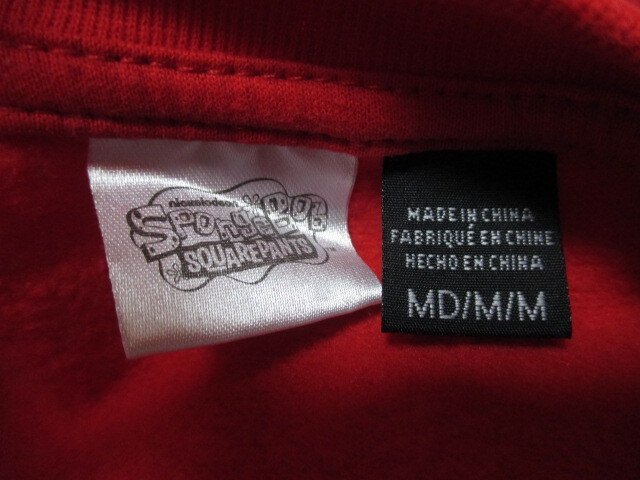 nickelodeon
SpongeBob
SQUAREPANTS
MADE IN CHINA
FABRIQUÉ EN CHINE
HECHO EN CHINA
MD/M/M